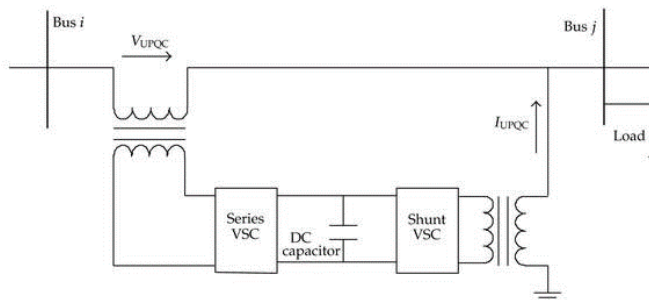 Bus i
V_UPQC
Bus j
I_UPQC
Load
Series
VSC
DC
capacitor
Shunt
VSC